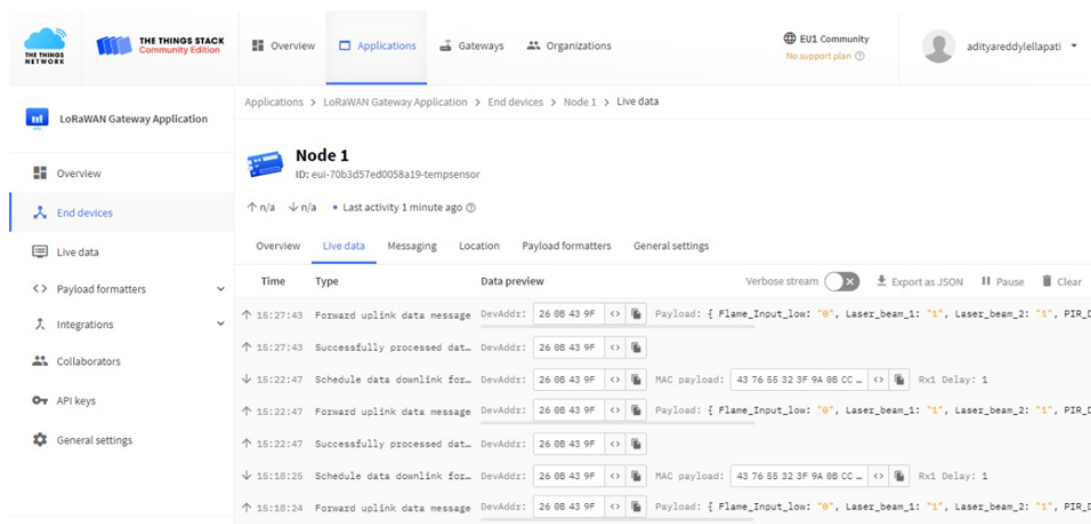 THE THINGS NETWORK
THE THINGS STACK
Community Edition
Overview
Applications
Gateways
Organizations
EU1 Community
No support plan
adityareddylellapati
LoRaWAN Gateway Application
Overview
End devices
Live data
Payload formatters
Integrations
Collaborators
API keys
General settings
Applications > LoRaWAN Gateway Application > End devices > Node 1 > Live data
Node 1
ID: eui-70b3d57ed0058a19-tempsensor
↑ n/a ↓ n/a • Last activity 1 minute ago
Overview Live data Messaging Location Payload formatters General settings
Time Type Data preview Verbose stream Export as JSON Pause Clear
↑ 15:27:43 Forward uplink data message DevAddr: 26 0B 43 9F <> Payload: { Flame_Input_low: "0", Laser_beam_1: "1", Laser_beam_2: "1", PIR_D
↑ 15:27:43 Successfully processed dat… DevAddr: 26 0B 43 9F <>
↓ 15:22:47 Schedule data downlink for… DevAddr: 26 0B 43 9F <> MAC payload: 43 76 55 32 3F 9A 0B CC … <> Rx1 Delay: 1
↑ 15:22:47 Forward uplink data message DevAddr: 26 0B 43 9F <> Payload: { Flame_Input_low: "0", Laser_beam_1: "1", Laser_beam_2: "1", PIR_D
↑ 15:22:47 Successfully processed dat… DevAddr: 26 0B 43 9F <>
↓ 15:18:25 Schedule data downlink for… DevAddr: 26 0B 43 9F <> MAC payload: 43 76 55 32 3F 9A 0B CC … <> Rx1 Delay: 1
↑ 15:18:24 Forward uplink data message DevAddr: 26 0B 43 9F <> Payload: { Flame_Input_low: "0", Laser_beam_1: "1", Laser_beam_2: "1", PIR_D